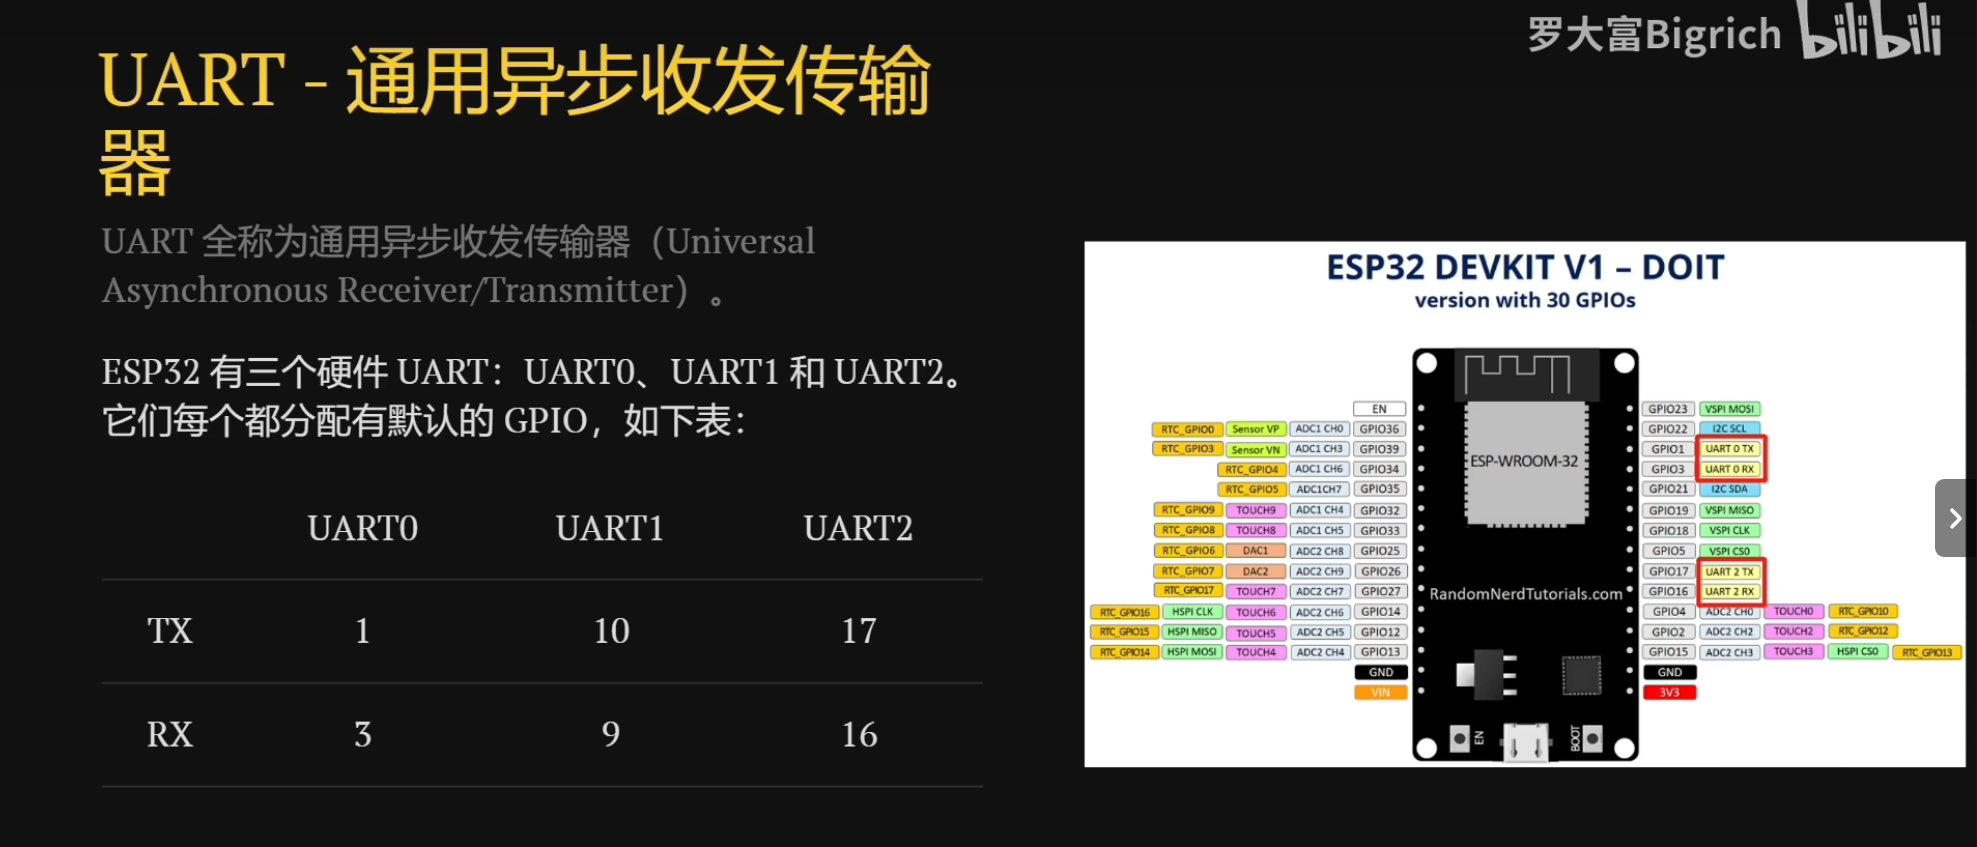 罗大富Bigrich bilibili
UART - 通用异步收发传输
器
UART 全称为通用异步收发传输器（Universal
Asynchronous Receiver/Transmitter）。
ESP32 有三个硬件 UART：UART0、UART1 和 UART2。
它们每个都分配有默认的 GPIO，如下表：
UART0 UART1 UART2
TX 1 10 17
RX 3 9 16
ESP32 DEVKIT V1 – DOIT
version with 30 GPIOs
EN GPIO23 VSPI MOSI
RTC_GPIO0 Sensor VP ADC1 CH0 GPIO36 GPIO22 I2C SCL
RTC_GPIO3 Sensor VN ADC1 CH3 GPIO39 GPIO1 UART 0 TX
RTC_GPIO4 ADC1 CH6 GPIO34 ESP-WROOM-32 GPIO3 UART 0 RX
RTC_GPIO5 ADC1CH7 GPIO35 GPIO21 I2C SDA
RTC_GPIO9 TOUCH9 ADC1 CH4 GPIO32 GPIO19 VSPI MISO
RTC_GPIO8 TOUCH8 ADC1 CH5 GPIO33 GPIO18 VSPI CLK
RTC_GPIO6 DAC1 ADC2 CH8 GPIO25 GPIO5 VSPI CS0
RTC_GPIO7 DAC2 ADC2 CH9 GPIO26 GPIO17 UART 2 TX
RTC_GPIO17 TOUCH7 ADC2 CH7 GPIO27 RandomNerdTutorials.com GPIO16 UART 2 RX
RTC_GPIO16 HSPI CLK TOUCH6 ADC2 CH6 GPIO14 GPIO4 ADC2 CH0 TOUCH0 RTC_GPIO10
RTC_GPIO15 HSPI MISO TOUCH5 ADC2 CH5 GPIO12 GPIO2 ADC2 CH2 TOUCH2 RTC_GPIO12
RTC_GPIO14 HSPI MOSI TOUCH4 ADC2 CH4 GPIO13 GPIO15 ADC2 CH3 TOUCH3 HSPI CS0 RTC_GPIO13
GND GND
VIN 3V3
EN BOOT